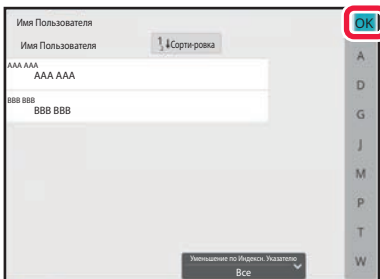 Имя Пользователя
OK
Имя Пользователя
1 Сорти-ровка
A
AAA AAA
AAA AAA
D
BBB BBB
BBB BBB
G
J
M
P
T
Уменьшение по Индексн. Указателю
Все
W